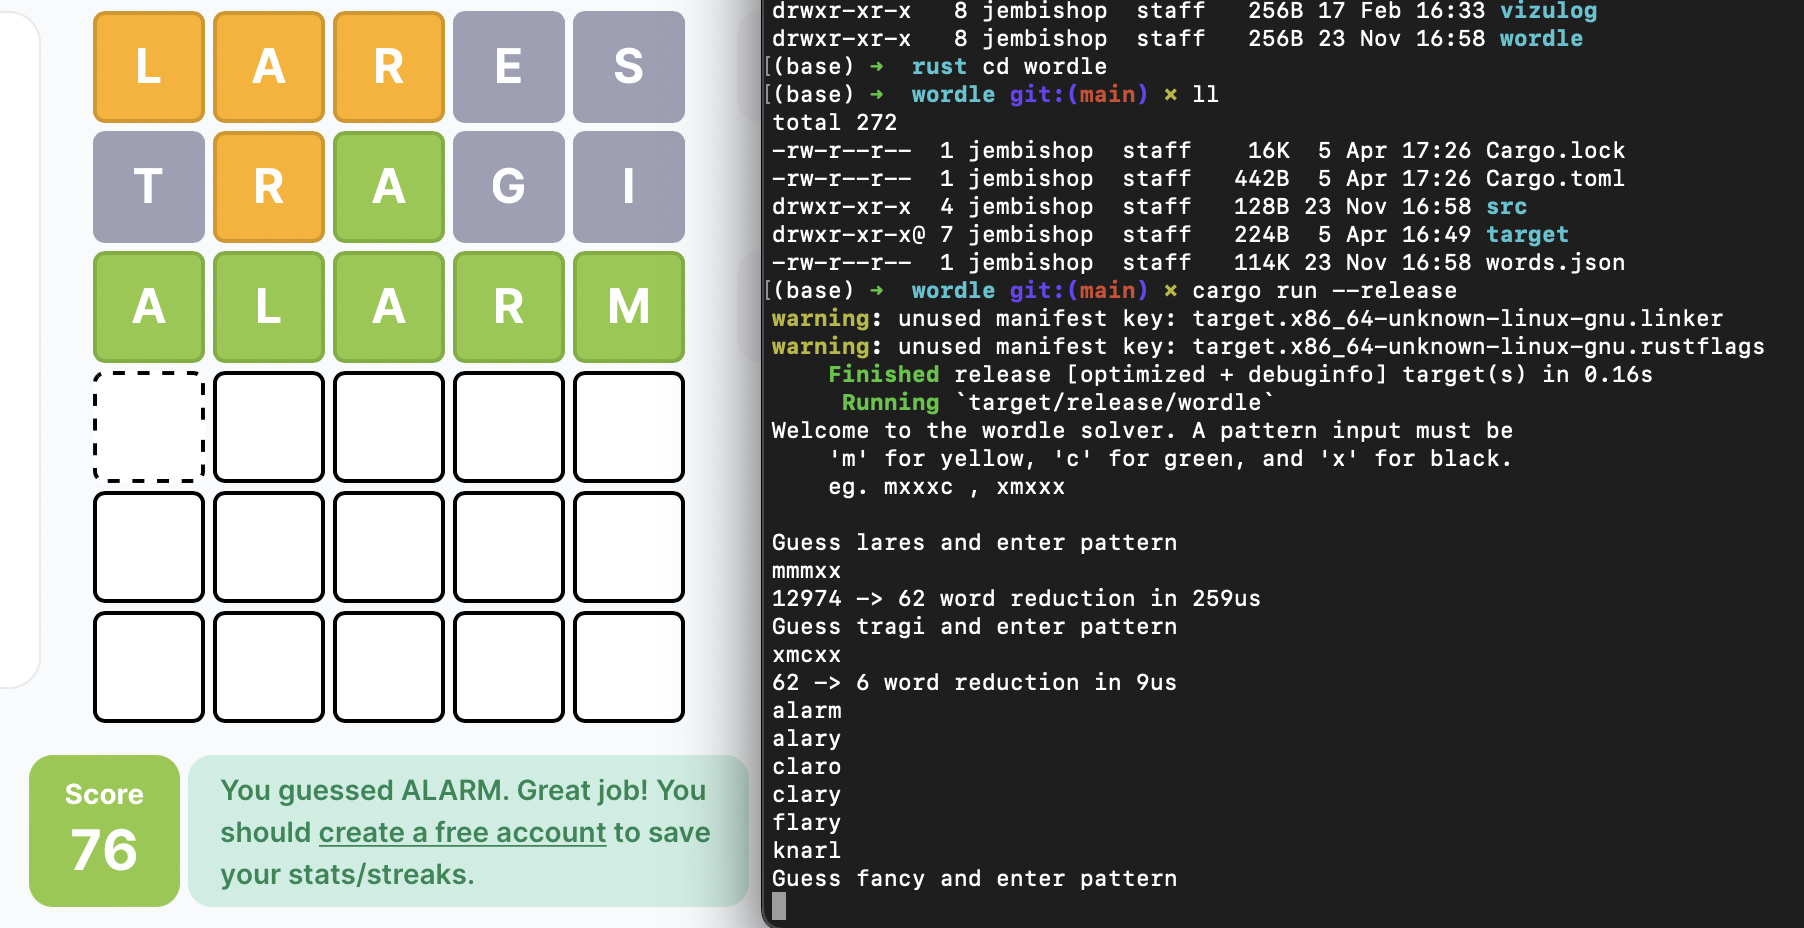 L A R E S
T R A G I
A L A R M
Score
76
You guessed ALARM. Great job! You
should create a free account to save
your stats/streaks.
drwxr-xr-x   8 jembishop  staff   256B 17 Feb 16:33 vizulog
drwxr-xr-x   8 jembishop  staff   256B 23 Nov 16:58 wordle
[(base) ➜  rust cd wordle
[(base) ➜  wordle git:(main) × ll
total 272
-rw-r--r--  1 jembishop  staff    16K  5 Apr 17:26 Cargo.lock
-rw-r--r--  1 jembishop  staff   442B  5 Apr 17:26 Cargo.toml
drwxr-xr-x  4 jembishop  staff   128B 23 Nov 16:58 src
drwxr-xr-x@ 7 jembishop  staff   224B  5 Apr 16:49 target
-rw-r--r--  1 jembishop  staff   114K 23 Nov 16:58 words.json
[(base) ➜  wordle git:(main) × cargo run --release
warning: unused manifest key: target.x86_64-unknown-linux-gnu.linker
warning: unused manifest key: target.x86_64-unknown-linux-gnu.rustflags
    Finished release [optimized + debuginfo] target(s) in 0.16s
     Running `target/release/wordle`
Welcome to the wordle solver. A pattern input must be
    'm' for yellow, 'c' for green, and 'x' for black.
    eg. mxxxc , xmxxx
Guess lares and enter pattern
mmmxx
12974 -> 62 word reduction in 259us
Guess tragi and enter pattern
xmcxx
62 -> 6 word reduction in 9us
alarm
alary
claro
clary
flary
knarl
Guess fancy and enter pattern